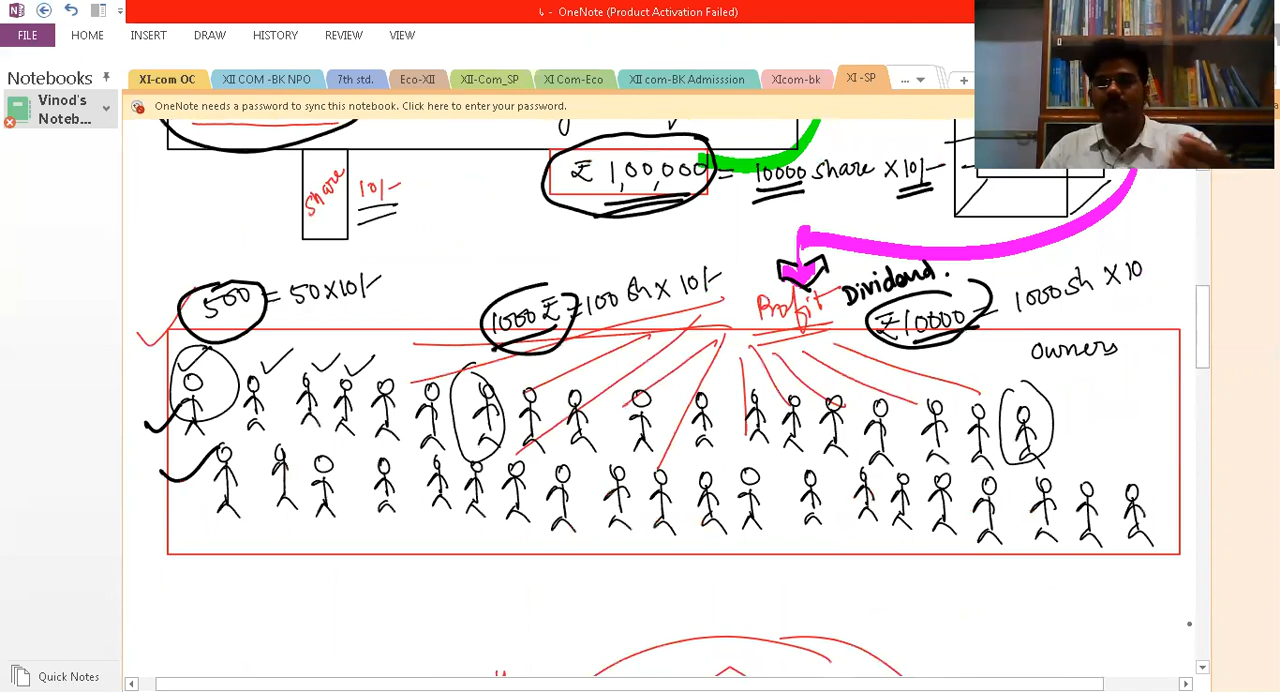 ↳ - OneNote (Product Activation Failed)
FILE HOME INSERT DRAW HISTORY REVIEW VIEW
Notebooks
Vinod's Noteb...
XI-com OC XII COM -BK NPO 7th std. Eco-XII XII-Com_SP XI Com-Eco XII com-BK Admisssion XIcom-bk XI -SP ... +
OneNote needs a password to sync this notebook. Click here to enter your password.
₹ 1,00,000 = 10000 share × 10/-
share 10/-
500 = 50×10/-
1000 ₹ = 100 Sh × 10/-
Profit
Dividend.
₹ 10000 = 1000 sh × 10
owners
Quick Notes